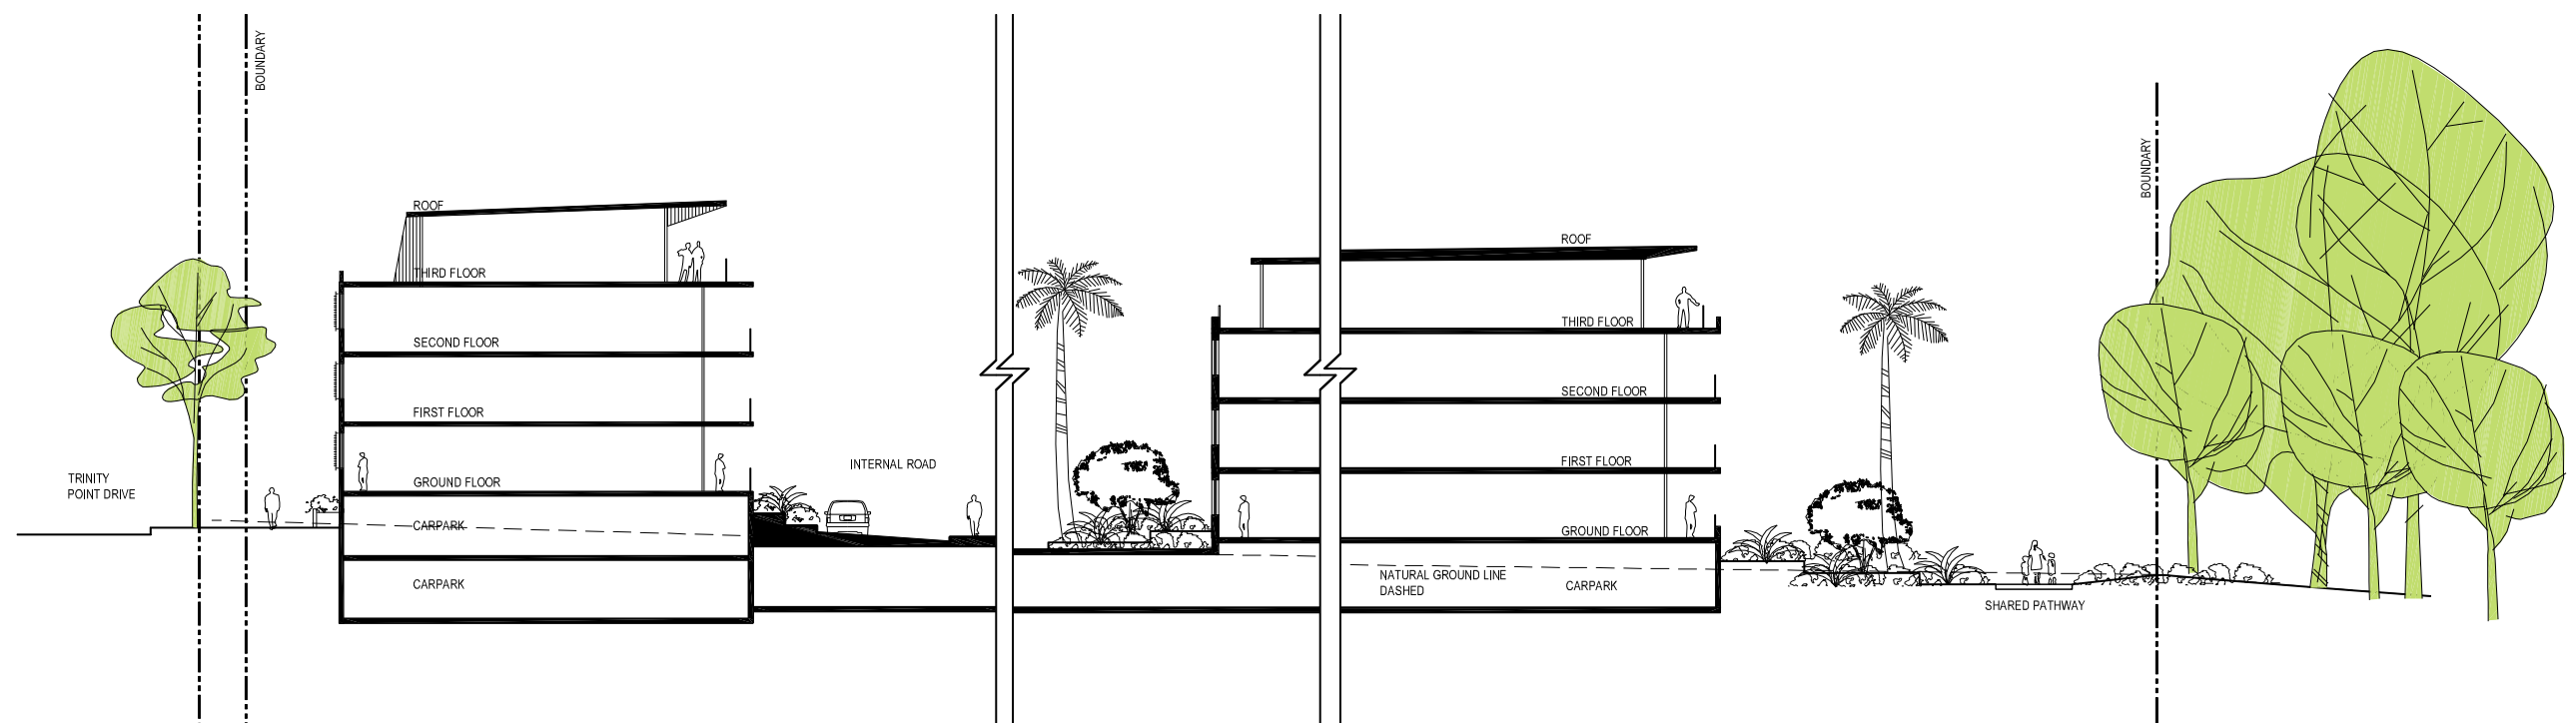 BOUNDARY
ROOF
THIRD FLOOR
SECOND FLOOR
FIRST FLOOR
GROUND FLOOR
CARPARK
CARPARK
TRINITY
POINT DRIVE
INTERNAL ROAD
ROOF
THIRD FLOOR
SECOND FLOOR
FIRST FLOOR
GROUND FLOOR
NATURAL GROUND LINE
DASHED
CARPARK
SHARED PATHWAY
BOUNDARY